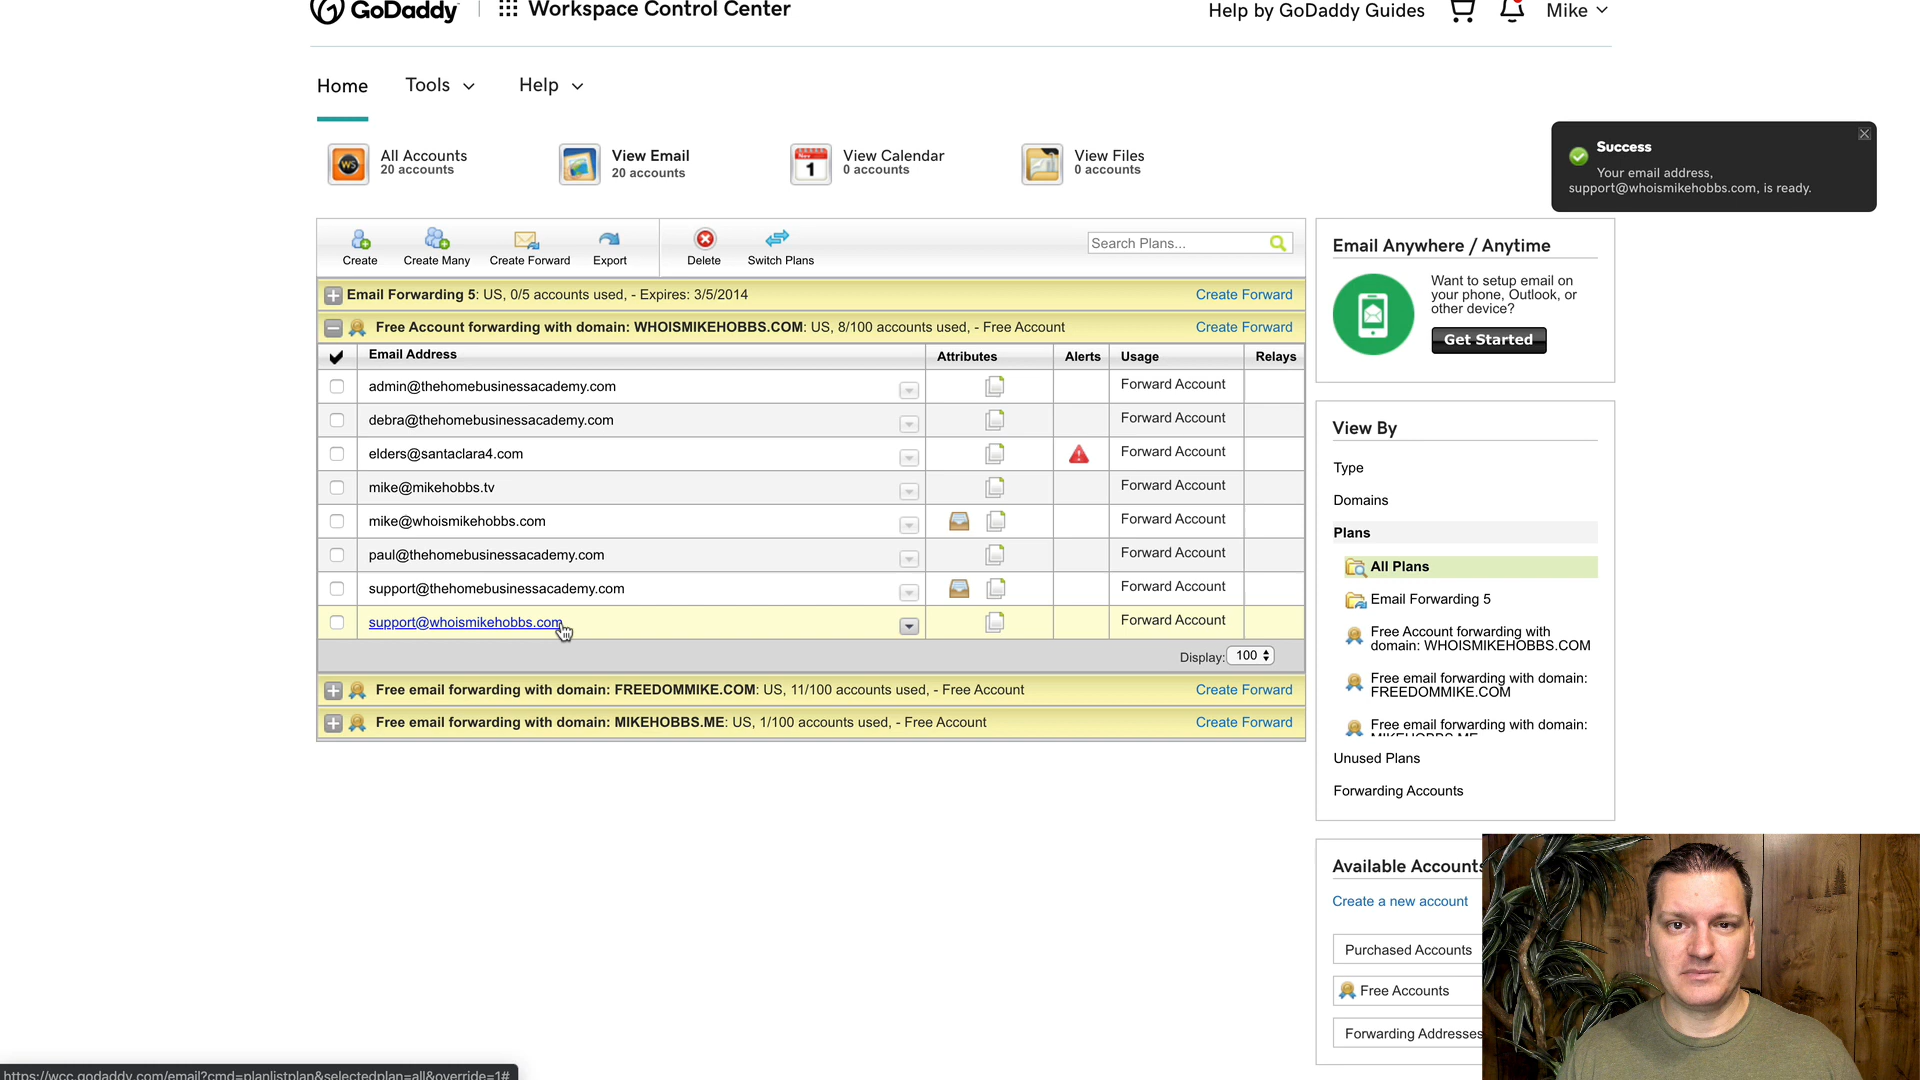 GoDaddy Workspace Control Center
Help by GoDaddy Guides Mike
Home Tools Help
All Accounts
20 accounts
View Email
20 accounts
1
View Calendar
0 accounts
View Files
0 accounts
Success
Your email address,
support@whoismikehobbs.com, is ready.
Create
Create Many
Create Forward
Export
Delete
Switch Plans
Search Plans...
Email Forwarding 5: US, 0/5 accounts used, - Expires: 3/5/2014 Create Forward
Free Account forwarding with domain: WHOISMIKEHOBBS.COM: US, 8/100 accounts used, - Free Account Create Forward
Email Address Attributes Alerts Usage Relays
admin@thehomebusinessacademy.com Forward Account
debra@thehomebusinessacademy.com Forward Account
elders@santaclara4.com Forward Account
mike@mikehobbs.tv Forward Account
mike@whoismikehobbs.com Forward Account
paul@thehomebusinessacademy.com Forward Account
support@thehomebusinessacademy.com Forward Account
support@whoismikehobbs.com Forward Account
Display: 100
Free email forwarding with domain: FREEDOMMIKE.COM: US, 11/100 accounts used, - Free Account Create Forward
Free email forwarding with domain: MIKEHOBBS.ME: US, 1/100 accounts used, - Free Account Create Forward
Email Anywhere / Anytime
Want to setup email on
your phone, Outlook, or
other device?
Get Started
View By
Type
Domains
Plans
All Plans
Email Forwarding 5
Free Account forwarding with
domain: WHOISMIKEHOBBS.COM
Free email forwarding with domain:
FREEDOMMIKE.COM
Free email forwarding with domain:
MIKEHOBBS.ME
Unused Plans
Forwarding Accounts
Available Accounts
Create a new account
Purchased Accounts
Free Accounts
Forwarding Addresses
https://wcc.godaddy.com/email?cmd=planlistplan&selectedplan=all&override=1#